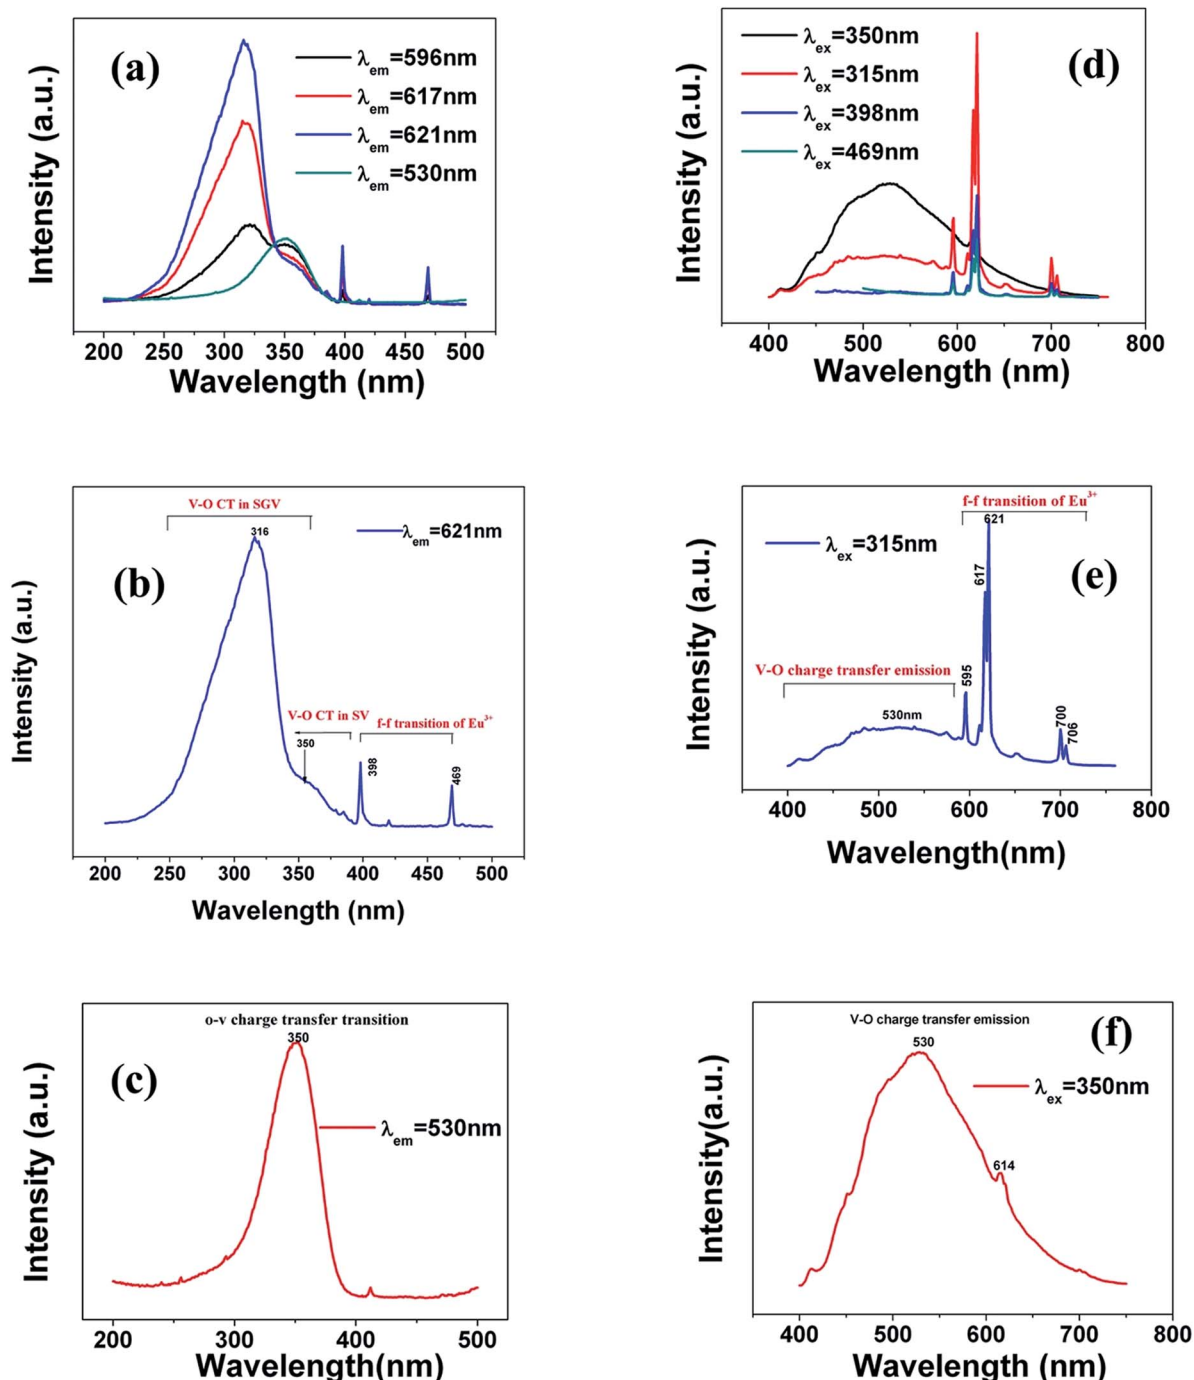 (a)
λem=596nm
λem=617nm
λem=621nm
λem=530nm
Intensity (a.u.)
200 250 300 350 400 450 500
Wavelength (nm)
(d)
λex=350nm
λex=315nm
λex=398nm
λex=469nm
Intensity (a.u.)
400 500 600 700 800
Wavelength (nm)
(b)
V-O CT in SGV
316
λem=621nm
V-O CT in SV
350
f-f transition of Eu³⁺
398
469
Intensity (a.u.)
200 250 300 350 400 450 500
Wavelength (nm)
(e)
f-f transition of Eu³⁺
621
λex=315nm
617
V-O charge transfer emission
595
530nm
700
706
Intensity (a.u.)
400 500 600 700 800
Wavelength(nm)
(c)
o-v charge transfer transition
350
λem=530nm
Intensity (a.u.)
200 300 400 500
Wavelength(nm)
(f)
V-O charge transfer emission
530
λex=350nm
614
Intensity(a.u.)
400 500 600 700 800
Wavelength (nm)